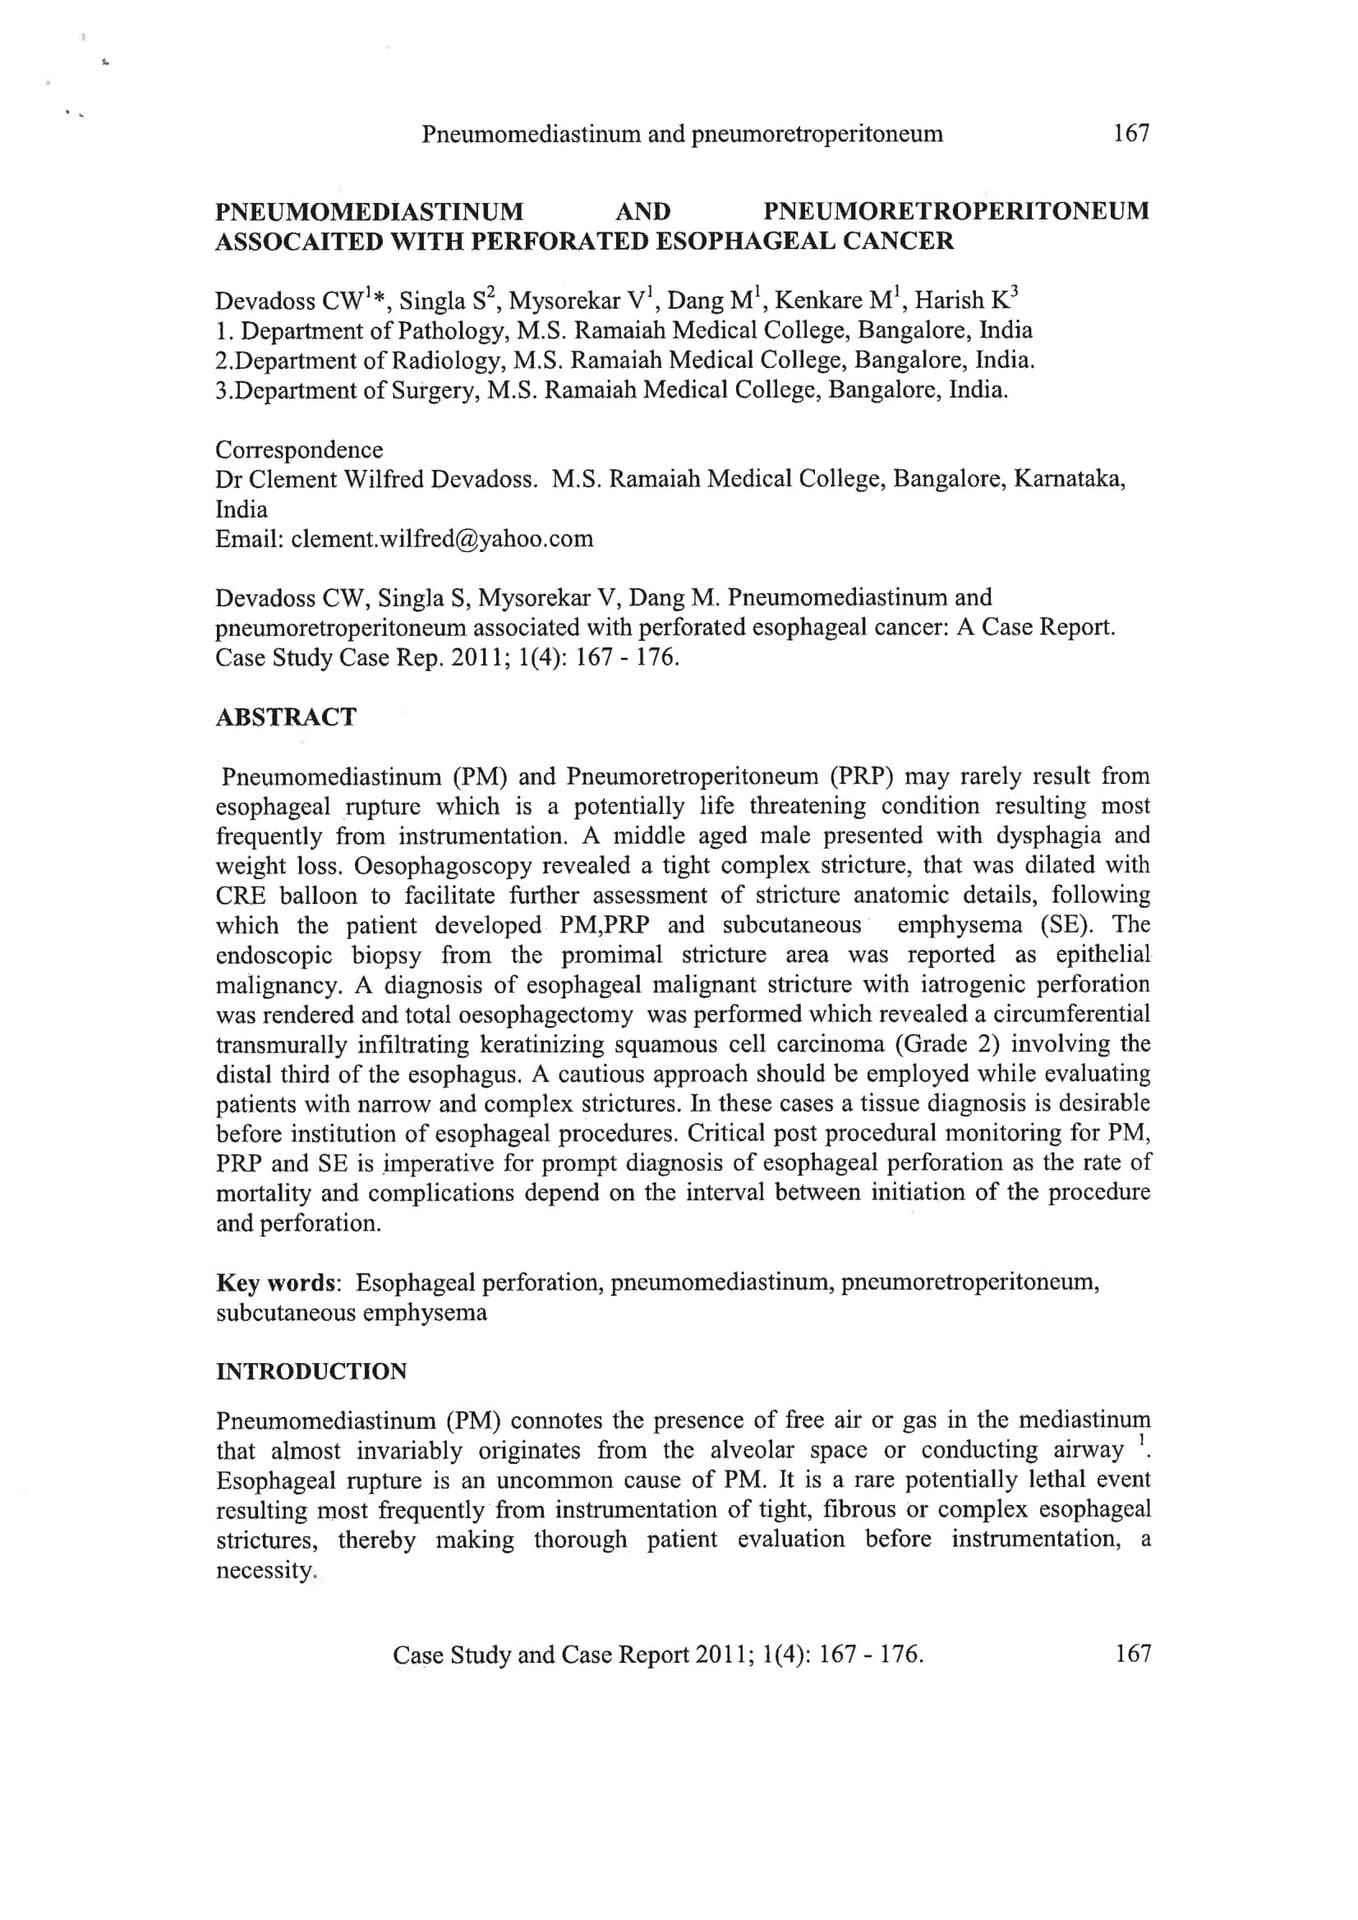 Pneumomediastinum and pneumoretroperitoneum 167
PNEUMOMEDIASTINUM AND PNEUMORETROPERITONEUM
ASSOCAITED WITH PERFORATED ESOPHAGEAL CANCER
Devadoss CW¹*, Singla S², Mysorekar V¹, Dang M¹, Kenkare M¹, Harish K³
1. Department of Pathology, M.S. Ramaiah Medical College, Bangalore, India
2.Department of Radiology, M.S. Ramaiah Medical College, Bangalore, India.
3.Department of Surgery, M.S. Ramaiah Medical College, Bangalore, India.
Correspondence
Dr Clement Wilfred Devadoss. M.S. Ramaiah Medical College, Bangalore, Karnataka,
India
Email: clement.wilfred@yahoo.com
Devadoss CW, Singla S, Mysorekar V, Dang M. Pneumomediastinum and
pneumoretroperitoneum associated with perforated esophageal cancer: A Case Report.
Case Study Case Rep. 2011; 1(4): 167 - 176.
ABSTRACT
Pneumomediastinum (PM) and Pneumoretroperitoneum (PRP) may rarely result from
esophageal rupture which is a potentially life threatening condition resulting most
frequently from instrumentation. A middle aged male presented with dysphagia and
weight loss. Oesophagoscopy revealed a tight complex stricture, that was dilated with
CRE balloon to facilitate further assessment of stricture anatomic details, following
which the patient developed PM,PRP and subcutaneous emphysema (SE). The
endoscopic biopsy from the promimal stricture area was reported as epithelial
malignancy. A diagnosis of esophageal malignant stricture with iatrogenic perforation
was rendered and total oesophagectomy was performed which revealed a circumferential
transmurally infiltrating keratinizing squamous cell carcinoma (Grade 2) involving the
distal third of the esophagus. A cautious approach should be employed while evaluating
patients with narrow and complex strictures. In these cases a tissue diagnosis is desirable
before institution of esophageal procedures. Critical post procedural monitoring for PM,
PRP and SE is imperative for prompt diagnosis of esophageal perforation as the rate of
mortality and complications depend on the interval between initiation of the procedure
and perforation.
Key words: Esophageal perforation, pneumomediastinum, pneumoretroperitoneum,
subcutaneous emphysema
INTRODUCTION
Pneumomediastinum (PM) connotes the presence of free air or gas in the mediastinum
that almost invariably originates from the alveolar space or conducting airway ¹.
Esophageal rupture is an uncommon cause of PM. It is a rare potentially lethal event
resulting most frequently from instrumentation of tight, fibrous or complex esophageal
strictures, thereby making thorough patient evaluation before instrumentation, a
necessity.
Case Study and Case Report 2011; 1(4): 167 - 176. 167